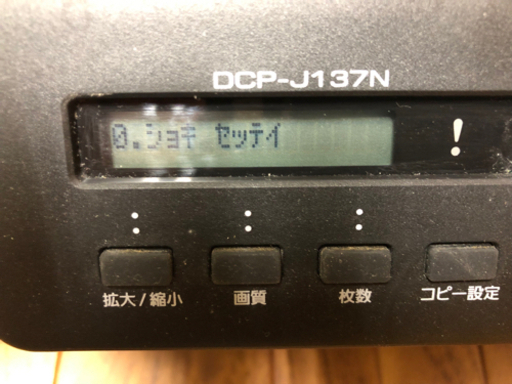 DCP-J137N
0.ショキ セッテイ
!
拡大/縮小
画質
枚数
コピー設定